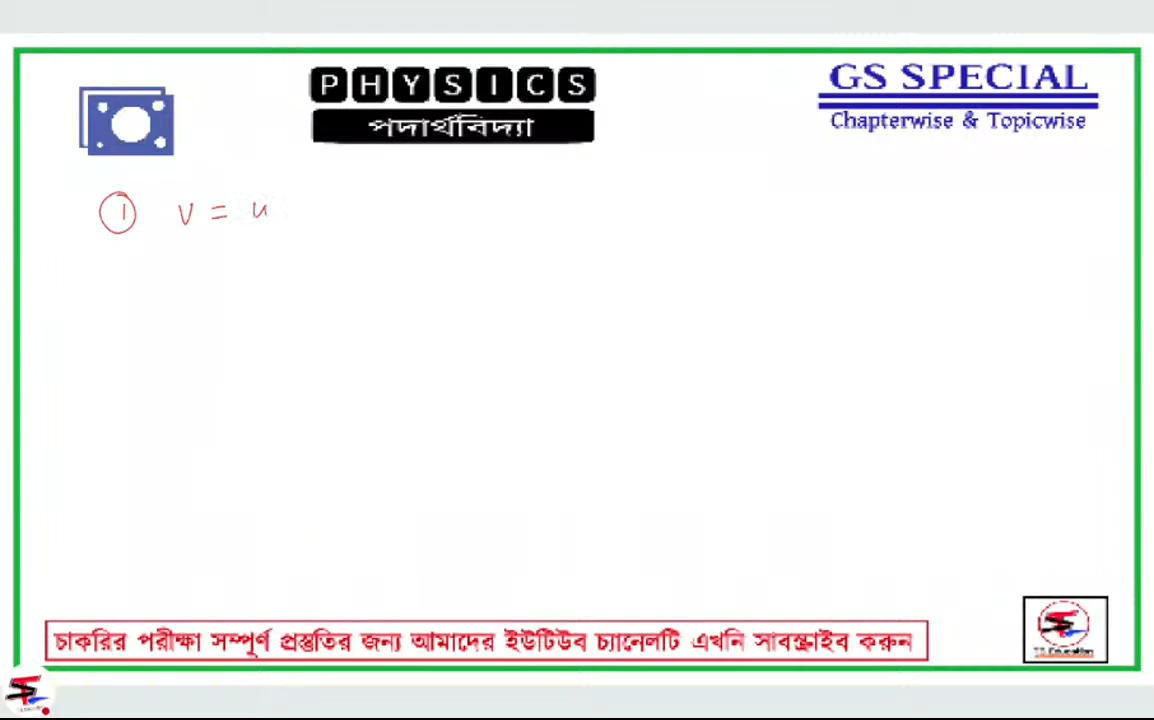 PHYSICS
পদার্থবিদ্যা
GS SPECIAL
Chapterwise & Topicwise
① v = u
চাকরির পরীক্ষা সম্পূর্ণ প্রস্তুতির জন্য আমাদের ইউটিউব চ্যানেলটি এখনি সাবস্ক্রাইব করুন